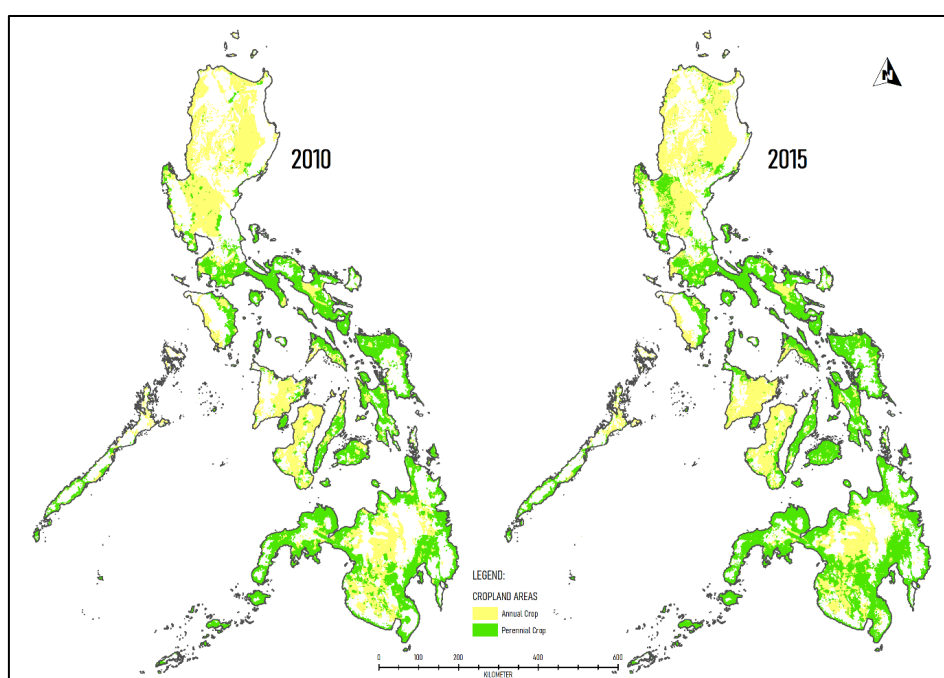 N
2010
2015
LEGEND:
CROPLAND AREAS
Annual Crop
Perennial Crop
0 100 200 400 600
KILOMETER